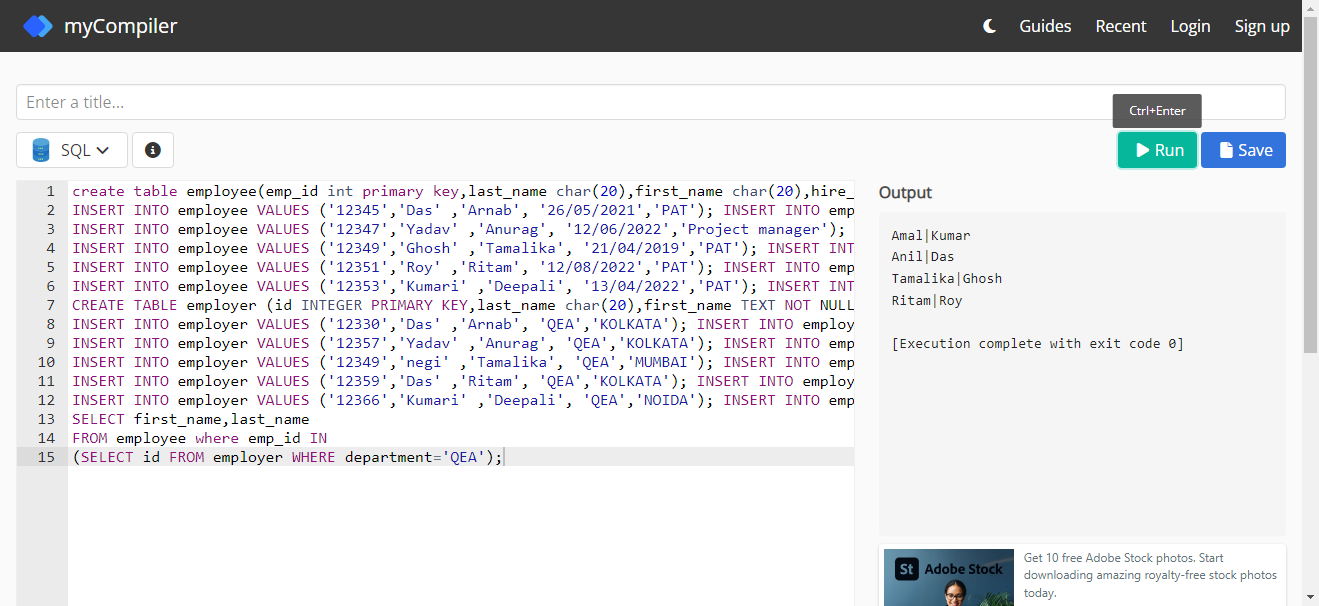 myCompiler
Guides Recent Login Sign up
Enter a title...
Ctrl+Enter
SQL
Run Save
1 create table employee(emp_id int primary key,last_name char(20),first_name char(20),hire_
2 INSERT INTO employee VALUES ('12345','Das' ,'Arnab', '26/05/2021','PAT'); INSERT INTO emp
3 INSERT INTO employee VALUES ('12347','Yadav' ,'Anurag', '12/06/2022','Project manager');
4 INSERT INTO employee VALUES ('12349','Ghosh' ,'Tamalika', '21/04/2019','PAT'); INSERT INT
5 INSERT INTO employee VALUES ('12351','Roy' ,'Ritam', '12/08/2022','PAT'); INSERT INTO emp
6 INSERT INTO employee VALUES ('12353','Kumari' ,'Deepali', '13/04/2022','PAT'); INSERT INT
7 CREATE TABLE employer (id INTEGER PRIMARY KEY,last_name char(20),first_name TEXT NOT NULL
8 INSERT INTO employer VALUES ('12330','Das' ,'Arnab', 'QEA','KOLKATA'); INSERT INTO employ
9 INSERT INTO employer VALUES ('12357','Yadav' ,'Anurag', 'QEA','KOLKATA'); INSERT INTO emp
10 INSERT INTO employer VALUES ('12349','negi' ,'Tamalika', 'QEA','MUMBAI'); INSERT INTO emp
11 INSERT INTO employer VALUES ('12359','Das' ,'Ritam', 'QEA','KOLKATA'); INSERT INTO employ
12 INSERT INTO employer VALUES ('12366','Kumari' ,'Deepali', 'QEA','NOIDA'); INSERT INTO emp
13 SELECT first_name,last_name
14 FROM employee where emp_id IN
15 (SELECT id FROM employer WHERE department='QEA');
Output
Amal|Kumar
Anil|Das
Tamalika|Ghosh
Ritam|Roy
[Execution complete with exit code 0]
St Adobe Stock
Get 10 free Adobe Stock photos. Start
downloading amazing royalty-free stock photos
today.